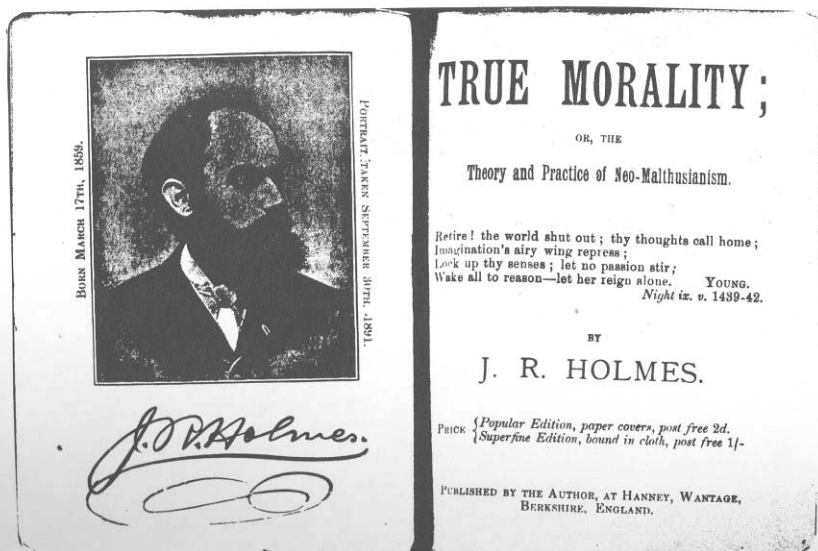 BORN MARCH 17TH, 1859.
PORTRAIT TAKEN SEPTEMBER 30TH, 1891.
J. R. Holmes.
TRUE MORALITY;
OR, THE
Theory and Practice of Neo-Malthusianism.
Retire! the world shut out; thy thoughts call home;
Imagination's airy wing repress;
Lock up thy senses; let no passion stir;
Wake all to reason—let her reign alone. YOUNG.
Night ix. v. 1439-42.
BY
J. R. HOLMES.
PRICE { Popular Edition, paper covers, post free 2d.
{ Superfine Edition, bound in cloth, post free 1/-
PUBLISHED BY THE AUTHOR, AT HANNEY, WANTAGE,
BERKSHIRE, ENGLAND.